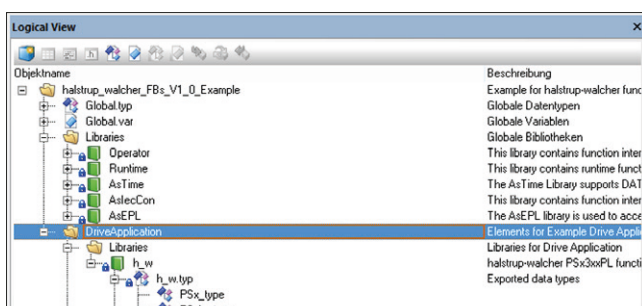 Logical View
Objektname Beschreibung
halstrup_walcher_FBs_V1_0_Example Example for halstrup-walcher func
Global.typ Globale Datentypen
Global.var Globale Variablen
Libraries Globale Bibliotheken
Operator This library contains function inter
Runtime This library contains runtime funct
AsTime The AsTime Library supports DAT
AsIecCon This library contains function inter
AsEPL The AsEPL library is used to acce
DriveApplication Elements for Example Drive Appli
Libraries Libraries for Drive Application
h_w halstrup-walcher PSx3xxPL functi
h_w.typ Exported data types
PSx_type